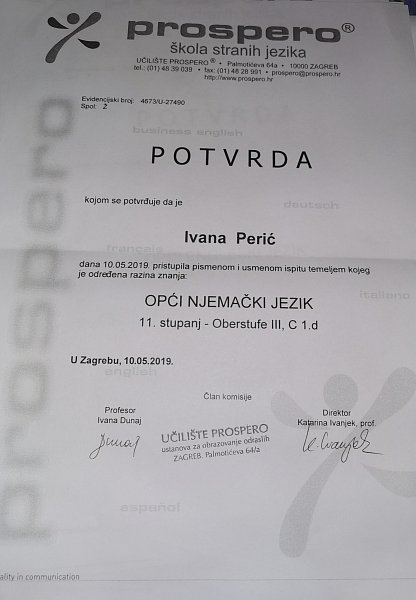 prospero®
škola stranih jezika
UČILIŠTE PROSPERO® • Palmotićeva 64a • 10000 ZAGREB
tel.: (01) 48 39 039 • fax: (01) 48 28 991 • prospero@prospero.hr
http://www.prospero.hr
Evidencijski broj: 4673/U-27490
Spol: Ž
business english
POTVRDA
kojom se potvrđuje da je
deutsch
Ivana Perić
français
dana 10.05.2019. pristupila pismenom i usmenom ispitu temeljem kojeg
je određena razina znanja:
italiano
OPĆI NJEMAČKI JEZIK
11. stupanj - Oberstufe III, C 1.d
U Zagrebu, 10.05.2019.
english
Član komisije
Profesor
Ivana Dunaj
Direktor
Katarina Ivanjek, prof.
Dunaj
UČILIŠTE PROSPERO
ustanova za obrazovanje odraslih
ZAGREB, Palmotićeva 64/a
K. Ivanjek
español
prospero
ality in communication